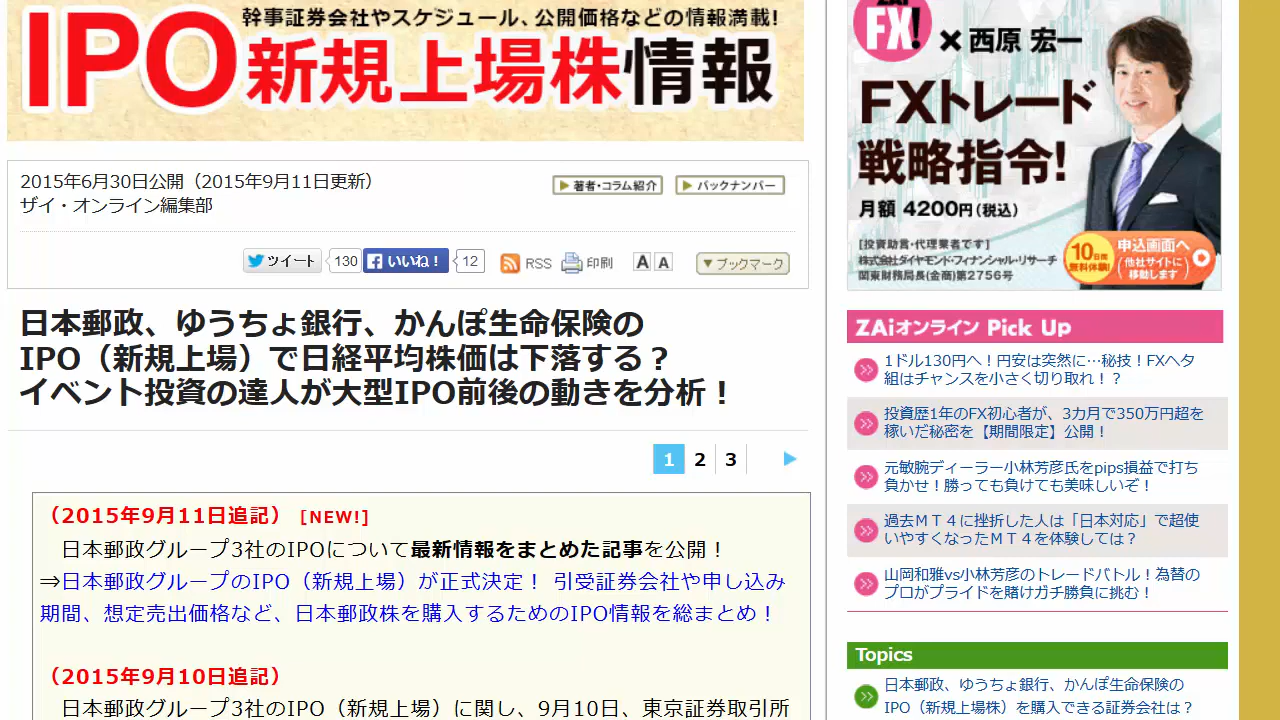 幹事証券会社やスケジュール、公開価格などの情報満載!
IPO新規上場株情報
2015年6月30日公開（2015年9月11日更新）
ザイ・オンライン編集部
著者・コラム紹介
バックナンバー
ツイート
130
いいね！
12
RSS
印刷
A A
ブックマーク
日本郵政、ゆうちょ銀行、かんぽ生命保険の
IPO（新規上場）で日経平均株価は下落する？
イベント投資の達人が大型IPO前後の動きを分析！
1 2 3
（2015年9月11日追記） [NEW!]
日本郵政グループ3社のIPOについて最新情報をまとめた記事を公開！
⇒日本郵政グループのIPO（新規上場）が正式決定！ 引受証券会社や申し込み
期間、想定売出価格など、日本郵政株を購入するためのIPO情報を総まとめ！
（2015年9月10日追記）
日本郵政グループ3社のIPO（新規上場）に関し、9月10日、東京証券取引所
FX!
×西原 宏一
FXトレード
戦略指令!
月額 4200円（税込）
[投資助言・代理業者です]
株式会社ダイヤモンド・フィナンシャル・リサーチ
関東財務局長(金商)第2756号
10日間
無料体験!
申込画面へ
（他社サイトに
移動します）
ZAiオンライン Pick Up
1ドル130円へ！円安は突然に…秘技！FXヘタ
組はチャンスを小さく切り取れ！？
投資歴1年のFX初心者が、3カ月で350万円超を
稼いだ秘密を【期間限定】公開！
元敏腕ディーラー小林芳彦氏をpips損益で打ち
負かせ！勝っても負けても美味しいぞ！
過去ＭＴ４に挫折した人は「日本対応」で超使
いやすくなったＭＴ４を体験しては？
山岡和雅vs小林芳彦のトレードバトル！為替の
プロがプライドを賭けガチ勝負に挑む！
Topics
日本郵政、ゆうちょ銀行、かんぽ生命保険の
IPO（新規上場株）を購入できる証券会社は？